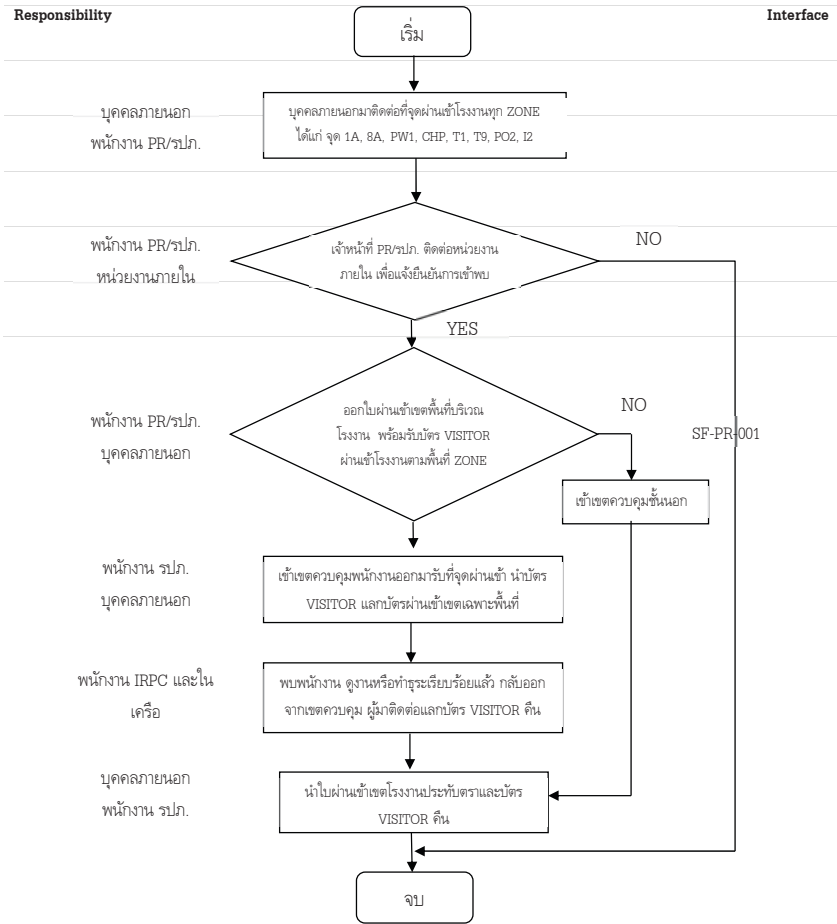 Responsibility
Interface
เริ่ม
บุคคลภายนอก
พนักงาน PR/รปภ.
บุคคลภายนอกมาติดต่อที่จุดผ่านเข้าโรงงานทุก ZONE
ได้แก่ จุด 1A, 8A, PW1, CHP, T1, T9, PO2, I2
พนักงาน PR/รปภ.
หน่วยงานภายใน
เจ้าหน้าที่ PR/รปภ. ติดต่อหน่วยงาน
ภายใน เพื่อแจ้งยืนยันการเข้าพบ
NO
YES
พนักงาน PR/รปภ.
บุคคลภายนอก
ออกใบผ่านเข้าเขตพื้นที่บริเวณ
โรงงาน พร้อมรับบัตร VISITOR
ผ่านเข้าโรงงานตามพื้นที่ ZONE
NO
SF-PR-001
เข้าเขตควบคุมชั้นนอก
พนักงาน รปภ.
บุคคลภายนอก
เข้าเขตควบคุมพนักงานออกมารับที่จุดผ่านเข้า นำบัตร
VISITOR แลกบัตรผ่านเข้าเขตเฉพาะพื้นที่
พนักงาน IRPC และใน
เครือ
พบพนักงาน ดูงานหรือทำธุระเรียบร้อยแล้ว กลับออก
จากเขตควบคุม ผู้มาติดต่อแลกบัตร VISITOR คืน
บุคคลภายนอก
พนักงาน รปภ.
นำใบผ่านเข้าเขตโรงงานประทับตราและบัตร
VISITOR คืน
จบ